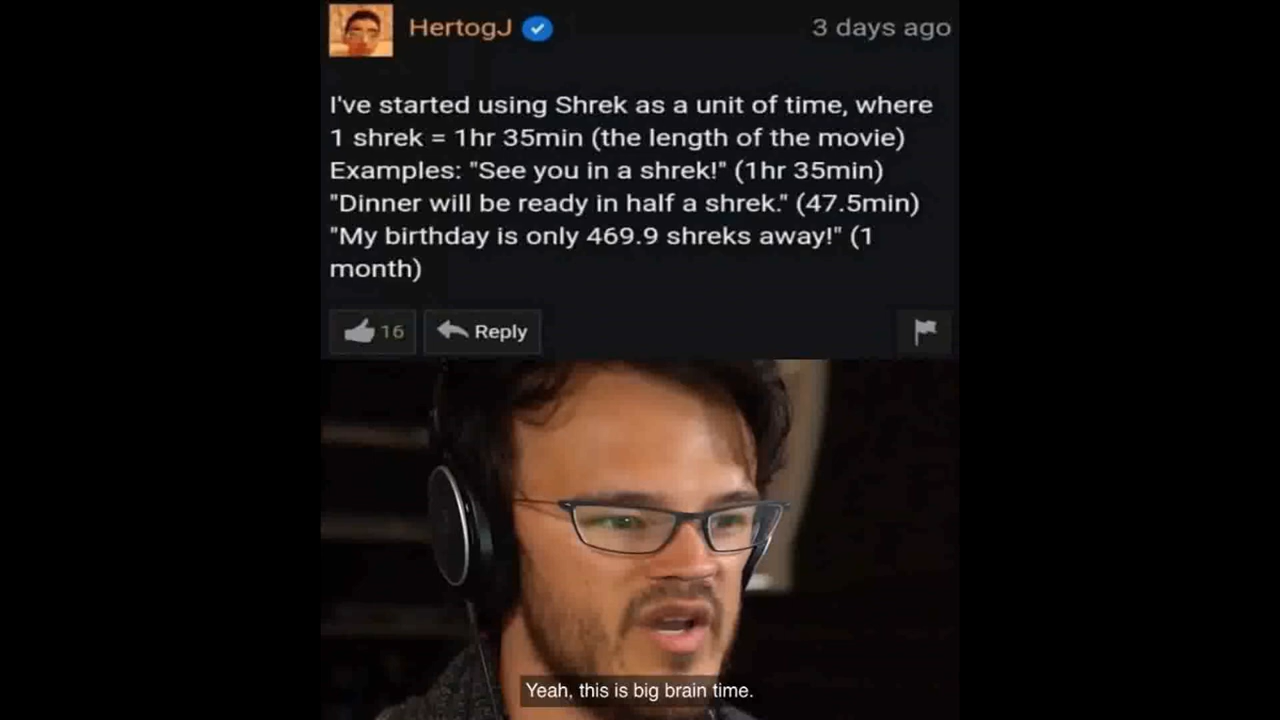 HertogJ
3 days ago
I've started using Shrek as a unit of time, where
1 shrek = 1hr 35min (the length of the movie)
Examples: "See you in a shrek!" (1hr 35min)
"Dinner will be ready in half a shrek." (47.5min)
"My birthday is only 469.9 shreks away!" (1
month)
16
Reply
Yeah, this is big brain time.